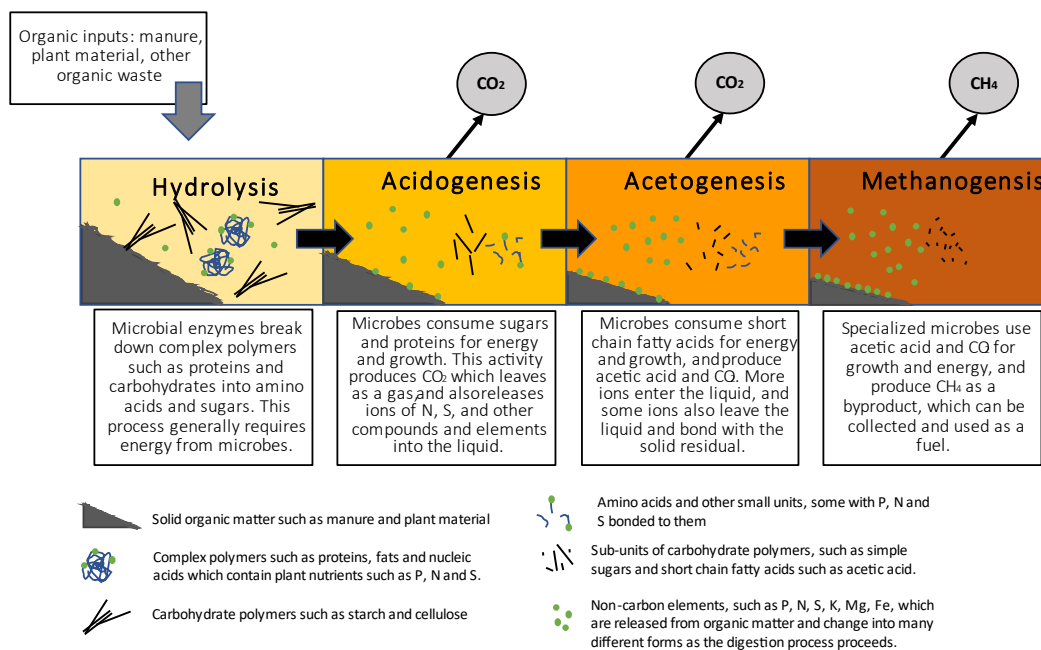 Organic inputs: manure,
plant material, other
organic waste
CO2
CO2
CH4
Hydrolysis
Acidogenesis
Acetogenesis
Methanogensis
Microbial enzymes break
down complex polymers
such as proteins and
carbohydrates into amino
acids and sugars. This
process generally requires
energy from microbes.
Microbes consume sugars
and proteins for energy
and growth. This activity
produces CO2 which leaves
as a gas, and alsoreleases
ions of N, S, and other
compounds and elements
into the liquid.
Microbes consume short
chain fatty acids for energy
and growth, and produce
acetic acid and CO2. More
ions enter the liquid, and
some ions also leave the
liquid and bond with the
solid residual.
Specialized microbes use
acetic acid and CO2 for
growth and energy, and
produce CH4 as a
byproduct, which can be
collected and used as a
fuel.
Solid organic matter such as manure and plant material
Complex polymers such as proteins, fats and nucleic
acids which contain plant nutrients such as P, N and S.
Carbohydrate polymers such as starch and cellulose
Amino acids and other small units, some with P, N and
S bonded to them
Sub-units of carbohydrate polymers, such as simple
sugars and short chain fatty acids such as acetic acid.
Non-carbon elements, such as P, N, S, K, Mg, Fe, which
are released from organic matter and change into many
different forms as the digestion process proceeds.